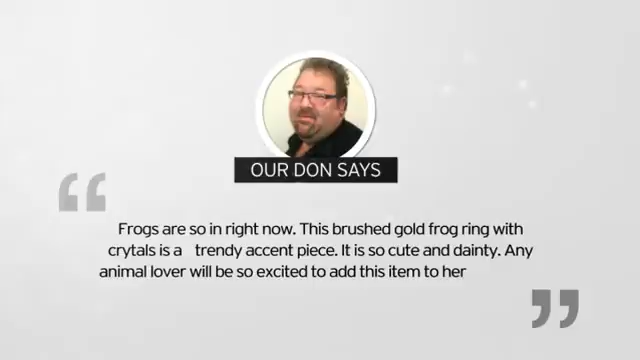 OUR DON SAYS
“
Frogs are so in right now. This brushed gold frog ring with
crytals is a trendy accent piece. It is so cute and dainty. Any
animal lover will be so excited to add this item to her
”